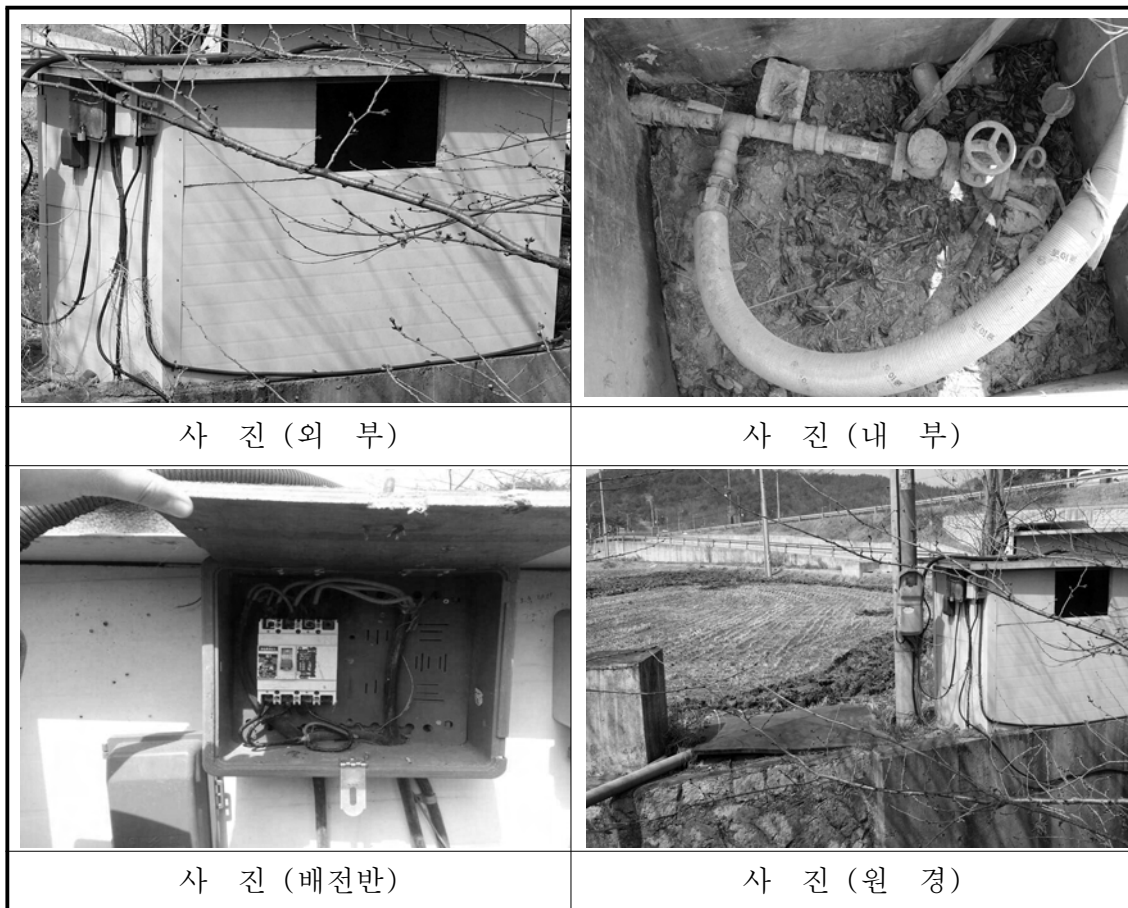 사 진 (외 부)
사 진 (내 부)
사 진 (배전반)
사 진 (원 경)